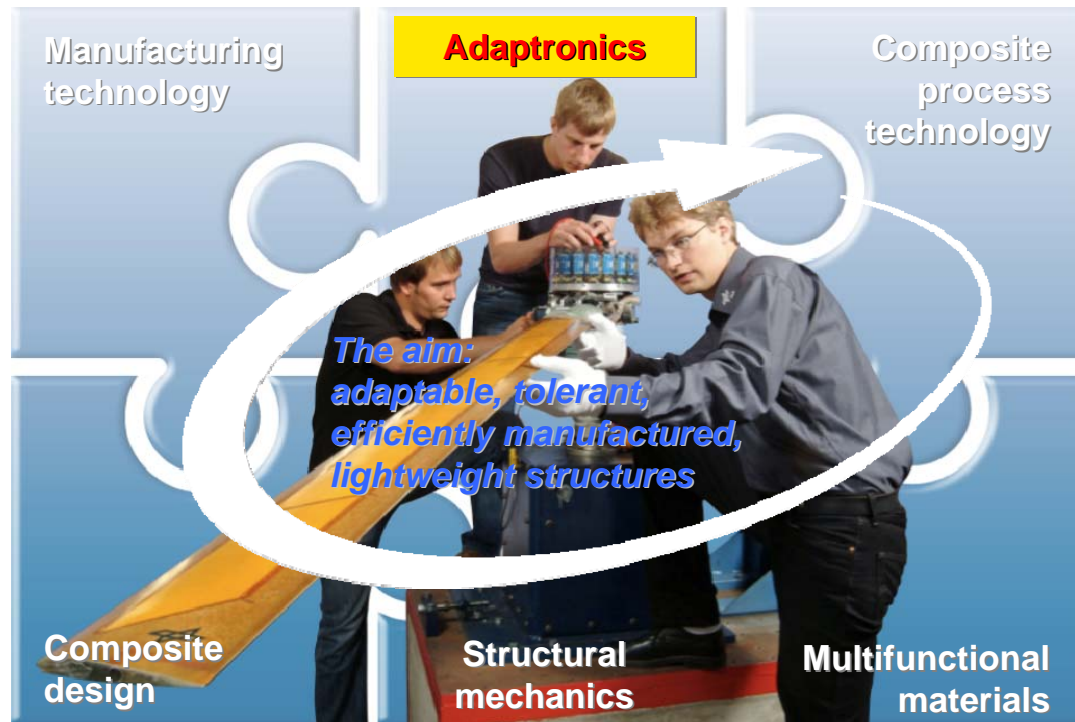 Manufacturing
technology
Adaptronics
Composite
process
technology
The aim:
adaptable, tolerant,
efficiently manufactured,
lightweight structures
Composite
design
Structural
mechanics
Multifunctional
materials